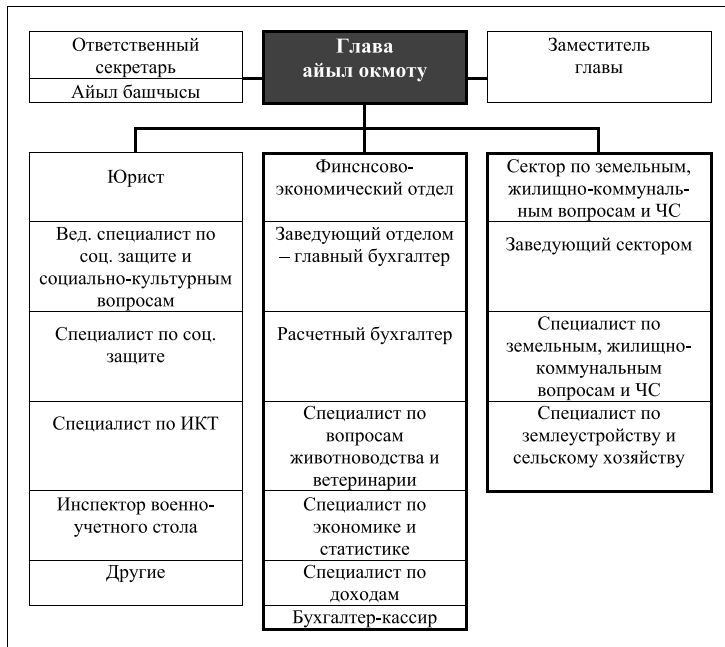 Ответственный
секретарь
Айыл башчысы
Глава
айыл окмоту
Заместитель
главы
Юрист
Вед. специалист по
соц. защите и
социально-культурным
вопросам
Специалист по соц.
защите
Специалист по ИКТ
Инспектор военно-
учетного стола
Другие
Финснсово-
экономический отдел
Заведующий отделом
– главный бухгалтер
Расчетный бухгалтер
Специалист по
вопросам
животноводства и
ветеринарии
Специалист по
экономике и
статистике
Специалист по
доходам
Бухгалтер-кассир
Сектор по земельным,
жилищно-коммуналь-
ным вопросам и ЧС
Заведующий сектором
Специалист по
земельным, жилищно-
коммунальным
вопросам и ЧС
Специалист по
землеустройству и
сельскому хозяйству